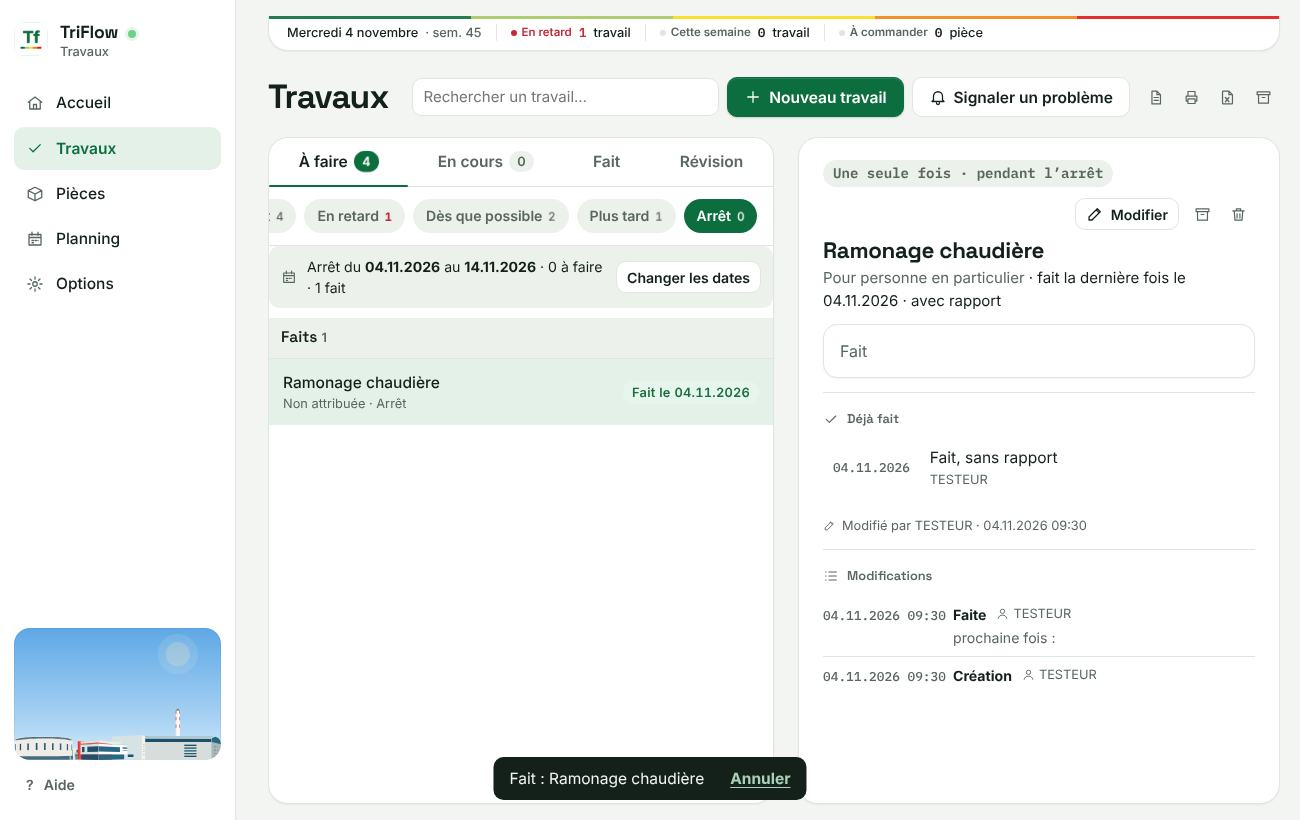 Tf
TriFlow
Travaux
Accueil
Travaux
Pièces
Planning
Options
? Aide
Mercredi 4 novembre · sem. 45
En retard 1 travail
Cette semaine 0 travail
À commander 0 pièce
Travaux
Rechercher un travail…
+ Nouveau travail
Signaler un problème
À faire 4
En cours 0
Fait
Révision
4
En retard 1
Dès que possible 2
Plus tard 1
Arrêt 0
Arrêt du 04.11.2026 au 14.11.2026 · 0 à faire
· 1 fait
Changer les dates
Faits 1
Ramonage chaudière
Non attribuée · Arrêt
Fait le 04.11.2026
Une seule fois · pendant l’arrêt
Modifier
Ramonage chaudière
Pour personne en particulier · fait la dernière fois le
04.11.2026 · avec rapport
Fait
Déjà fait
04.11.2026
Fait, sans rapport
TESTEUR
Modifié par TESTEUR · 04.11.2026 09:30
Modifications
04.11.2026 09:30 Faite TESTEUR
prochaine fois :
04.11.2026 09:30 Création TESTEUR
Fait : Ramonage chaudière
Annuler